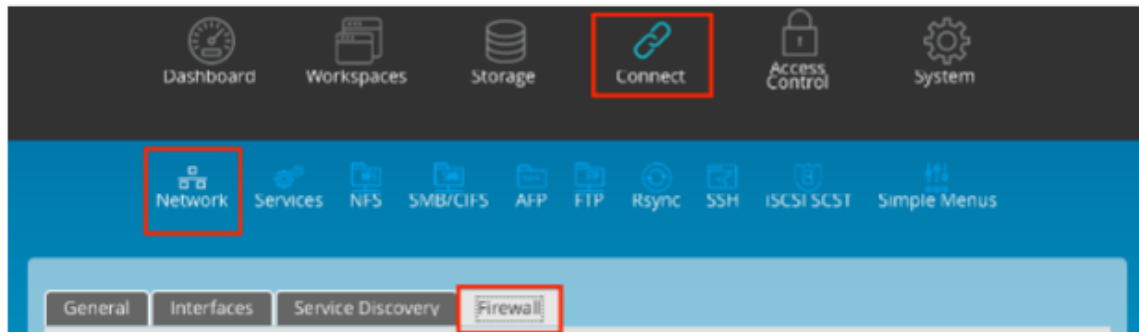 Dashboard Workspaces Storage Connect Access Control System
Network Services NFS SMB/CIFS AFP FTP Rsync SSH iSCSI SCST Simple Menus
General Interfaces Service Discovery Firewall